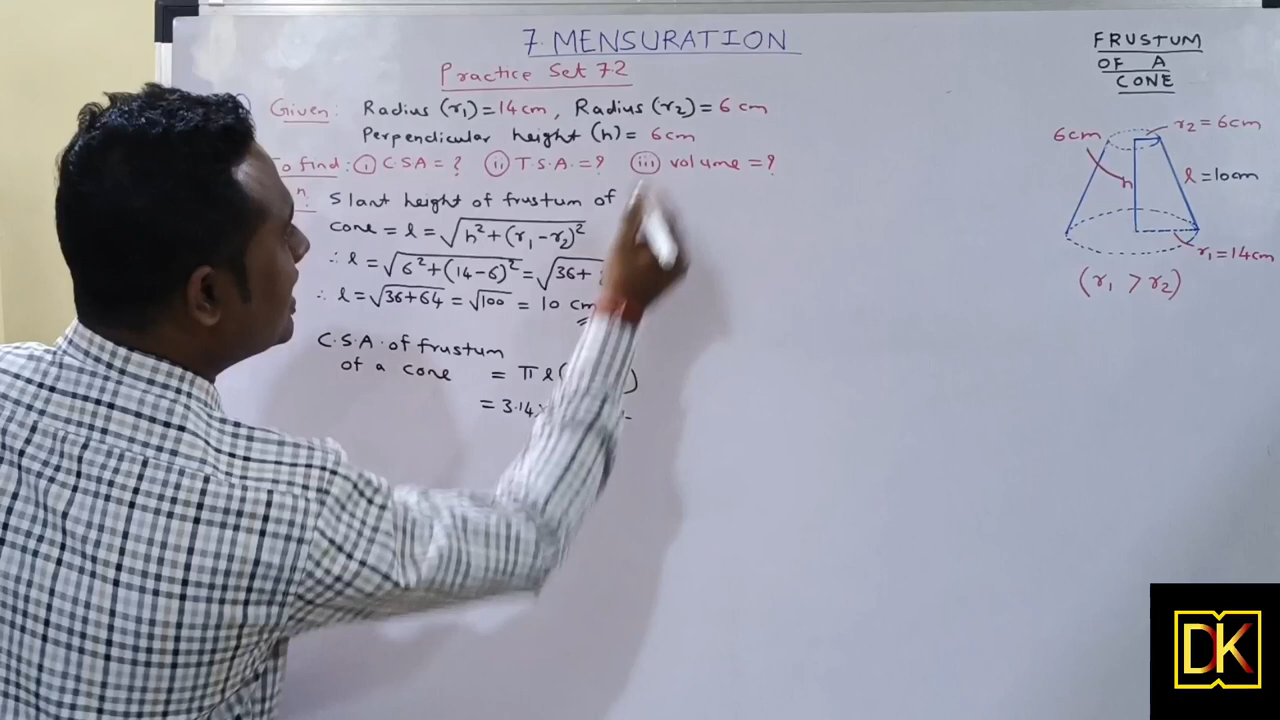 7. MENSURATION
Practice Set 7.2
Given: Radius (r₁) = 14 cm, Radius (r₂) = 6 cm
Perpendicular height (h) = 6cm
To find: (i) C.S.A = ? (ii) T.S.A. = ? (iii) volume = ?
n: Slant height of frustum of
cone = l = √h² + (r₁ - r₂)²
∴ l = √6² + (14 - 6)² = √36 +
∴ l = √36 + 64 = √100 = 10 cm
C.S.A. of frustum
of a cone = π l (
)
= 3.14
FRUSTUM
OF A
CONE
6cm
r₂ = 6cm
h
l = 10cm
r₁ = 14cm
(r₁ > r₂)
DK